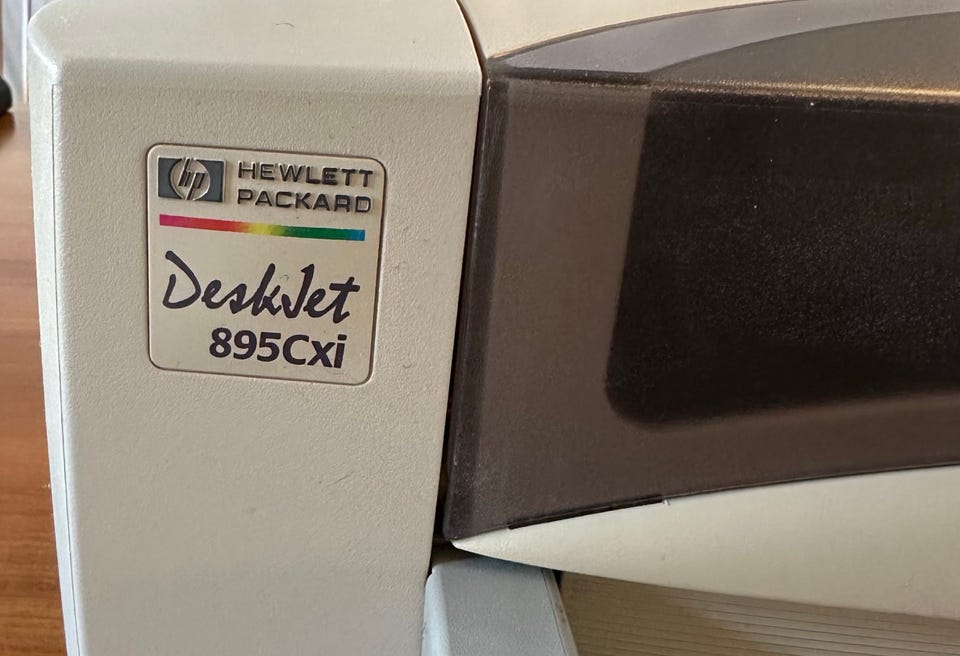 hp HEWLETT
PACKARD
DeskJet
895Cxi